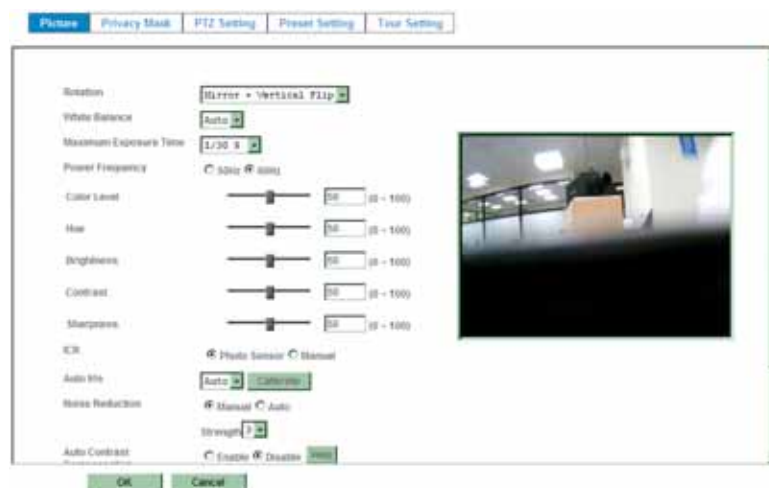 Picture Privacy Mask PTZ Setting Preset Setting Tour Setting
Rotation Mirror + Vertical Flip
White Balance Auto
Maximum Exposure Time 1/30 S
Power Frequency 50Hz 60Hz
Color Level 50 (0 ~ 100)
Hue 50 (0 ~ 100)
Brightness 50 (0 ~ 100)
Contrast 50 (0 ~ 100)
Sharpness 50 (0 ~ 100)
ICR Photo Sensor Manual
Auto Iris Auto Calibrate
Noise Reduction Manual Auto
Strength 3
Auto Contrast Enable Disable
OK Cancel